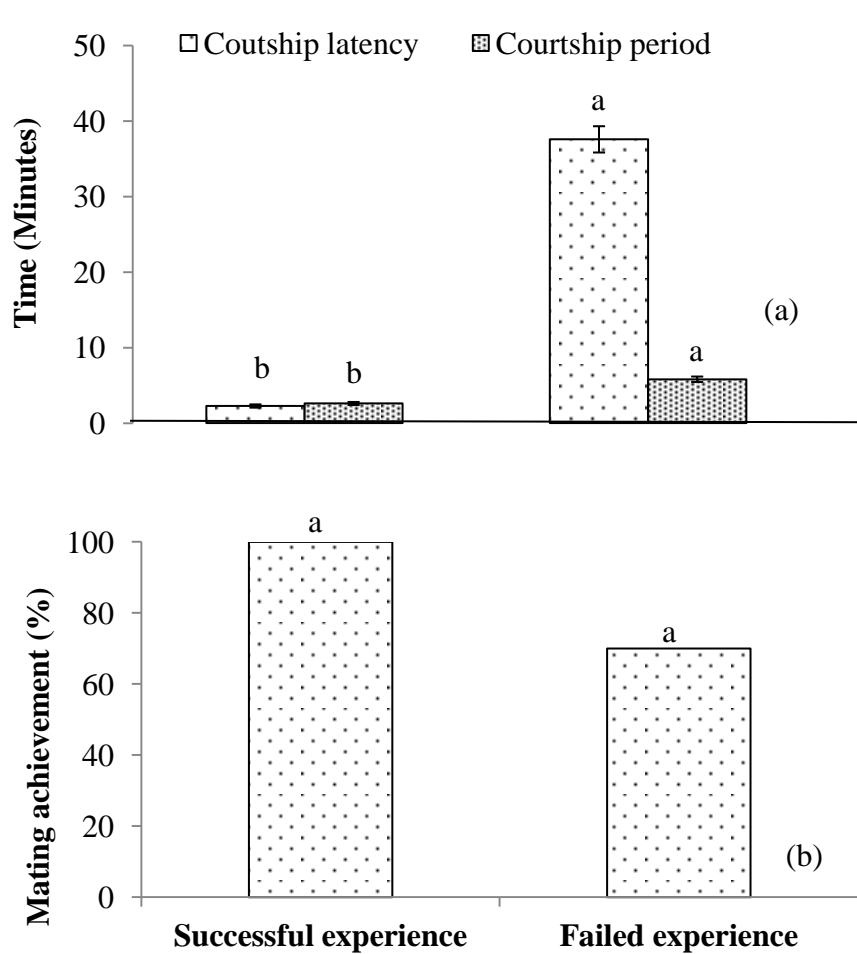 Coutship latency Courtship period
50
40
30
20
10
0
Time (Minutes)
a
a
b b
(a)
100
80
60
40
20
0
Mating achievement (%)
a
a
(b)
Successful experience Failed experience